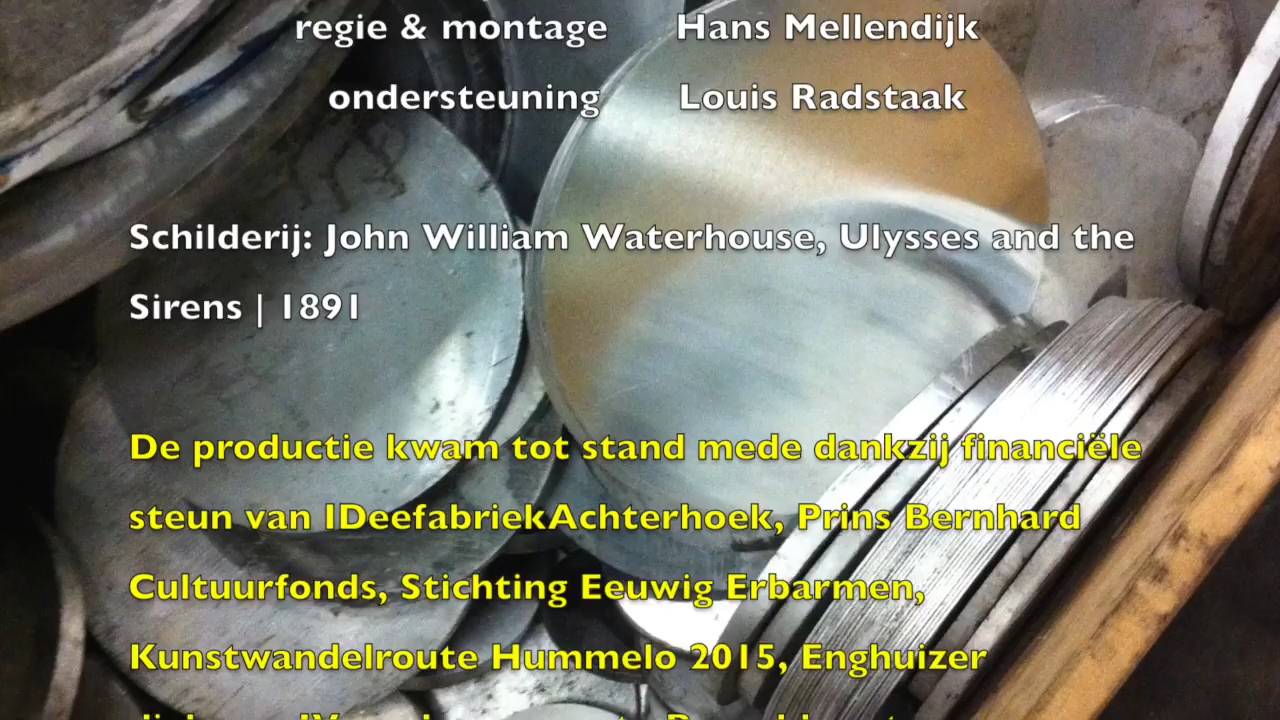 regie & montage Hans Mellendijk
ondersteuning Louis Radstaak
Schilderij: John William Waterhouse, Ulysses and the
Sirens | 1891
De productie kwam tot stand mede dankzij financiële
steun van IDeefabriekAchterhoek, Prins Bernhard
Cultuurfonds, Stichting Eeuwig Erbarmen,
Kunstwandelroute Hummelo 2015, Enghuizer